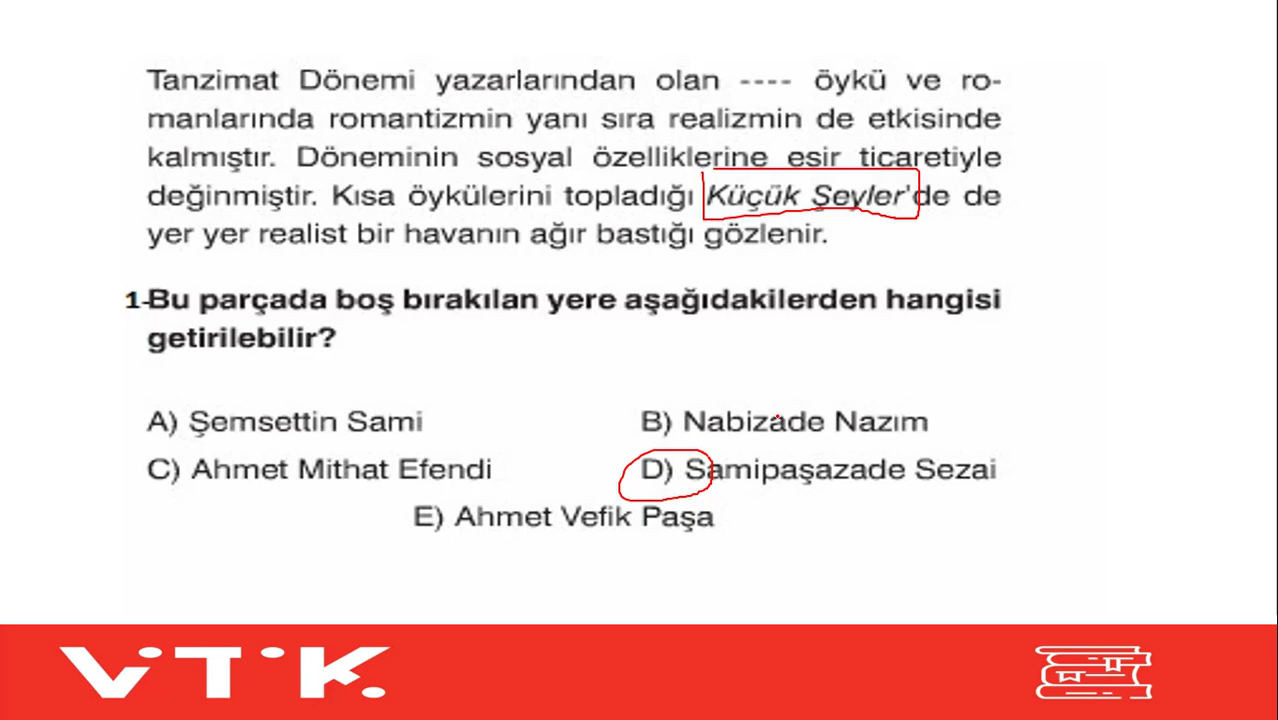 Tanzimat Dönemi yazarlarından olan ---- öykü ve ro-
manlarında romantizmin yanı sıra realizmin de etkisinde
kalmıştır. Döneminin sosyal özelliklerine esir ticaretiyle
değinmiştir. Kısa öykülerini topladığı Küçük Şeyler'de de
yer yer realist bir havanın ağır bastığı gözlenir.
1-Bu parçada boş bırakılan yere aşağıdakilerden hangisi
getirilebilir?
A) Şemsettin Sami B) Nabizade Nazım
C) Ahmet Mithat Efendi D) Samipaşazade Sezai
E) Ahmet Vefik Paşa
VTK